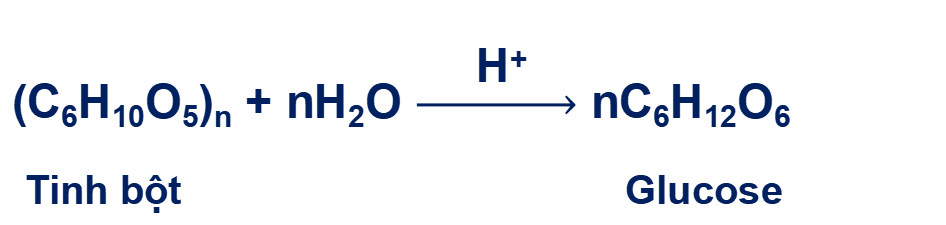 H⁺
(C₆H₁₀O₅)ₙ + nH₂O ⟶ nC₆H₁₂O₆
Tinh bột Glucose